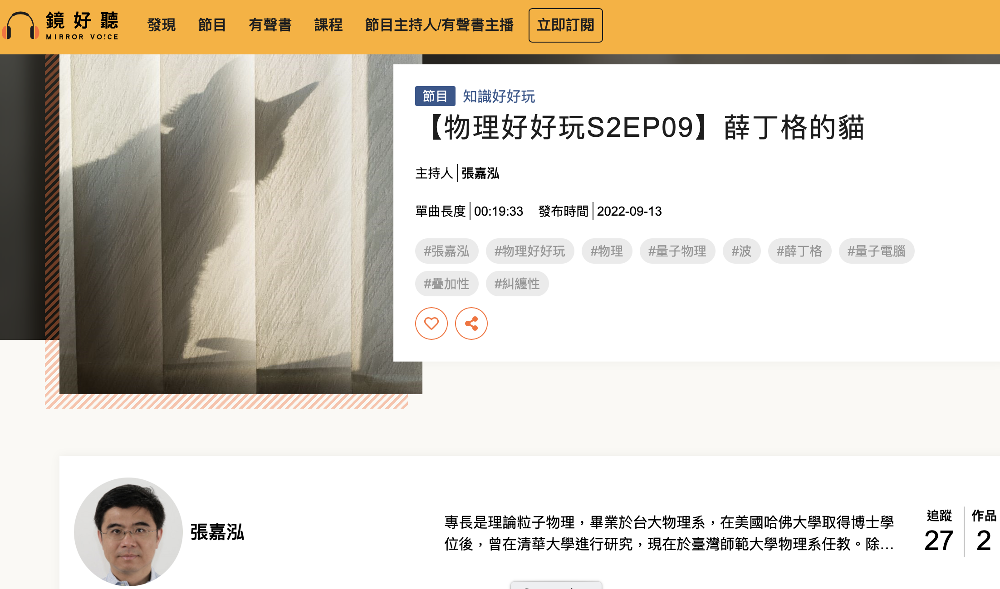 鏡好聽
MIRROR VO!CE
發現 節目 有聲書 課程 節目主持人/有聲書主播 立即訂閱
節目 知識好好玩
【物理好好玩S2EP09】薛丁格的貓
主持人 張嘉泓
單曲長度 00:19:33 發布時間 2022-09-13
#張嘉泓 #物理好好玩 #物理 #量子物理 #波 #薛丁格 #量子電腦
#疊加性 #糾纏性
張嘉泓
專長是理論粒子物理，畢業於台大物理系，在美國哈佛大學取得博士學
位後，曾在清華大學進行研究，現在於臺灣師範大學物理系任教。除...
追蹤 作品
27 2